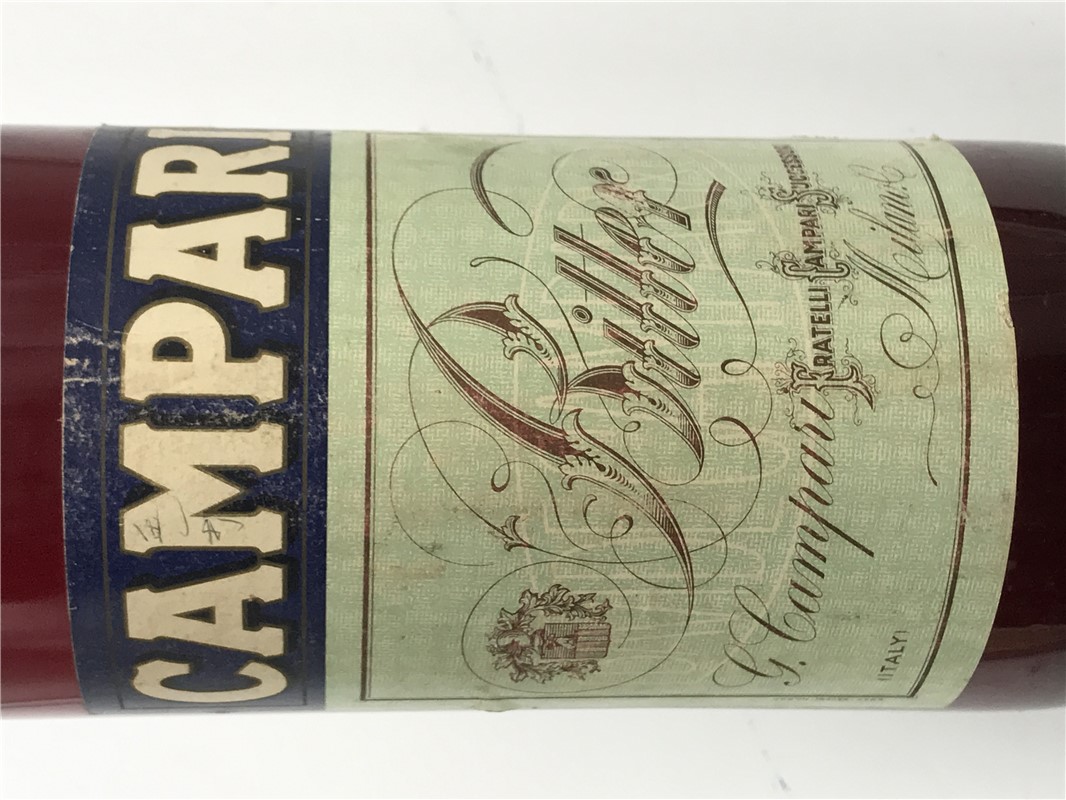 CAMPARI
Bitter
G. Campari FRATELLI CAMPARI SUCCESSORI
Milano
(ITALY)